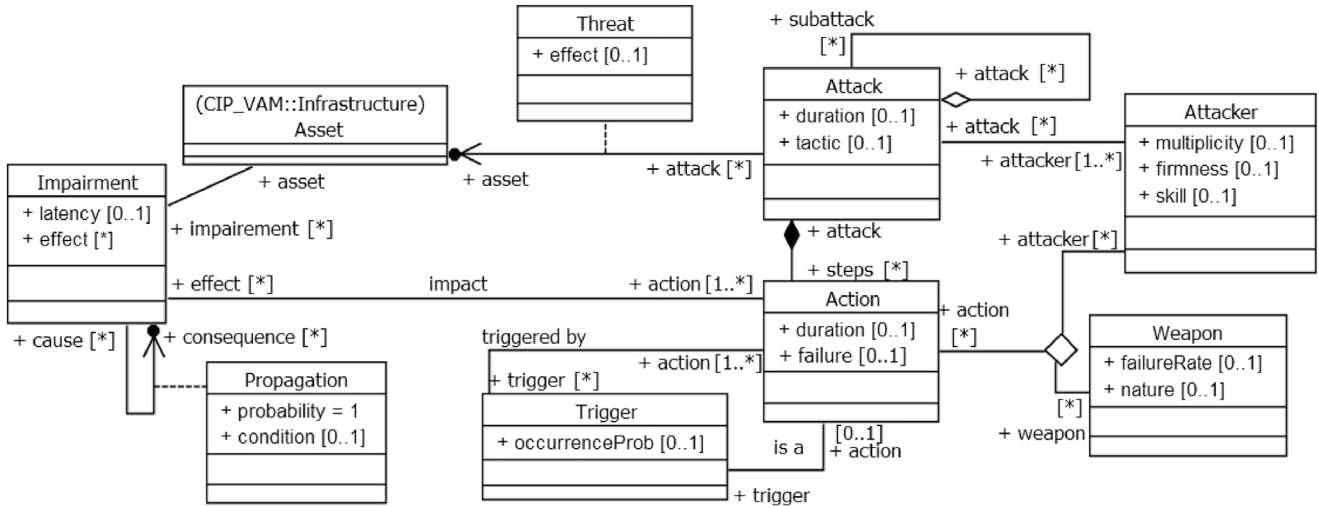 Threat
+ effect [0..1]
+ subattack
[*]
+ attack [*]
Attack
+ duration [0..1]
+ tactic [0..1]
(CIP_VAM::Infrastructure)
Asset
+ attack [*]
+ attacker[1..*]
Attacker
+ multiplicity [0..1]
+ firmness [0..1]
+ skill [0..1]
+ asset
+ attack [*]
+ asset
Impairment
+ latency [0..1]
+ effect [*]
+ impairement [*]
+ attack
+ steps [*]
+ attacker[*]
+ effect [*]
impact
+ action [1..*]
Action
+ duration [0..1]
+ failure [0..1]
+ action
[*]
Weapon
+ failureRate [0..1]
+ nature [0..1]
[*]
+ weapon
+ cause [*]
+ consequence [*]
Propagation
+ probability = 1
+ condition [0..1]
triggered by
+ action [1..*]
+ trigger [*]
Trigger
+ occurrenceProb [0..1]
is a
[0..1]
+ action
+ trigger